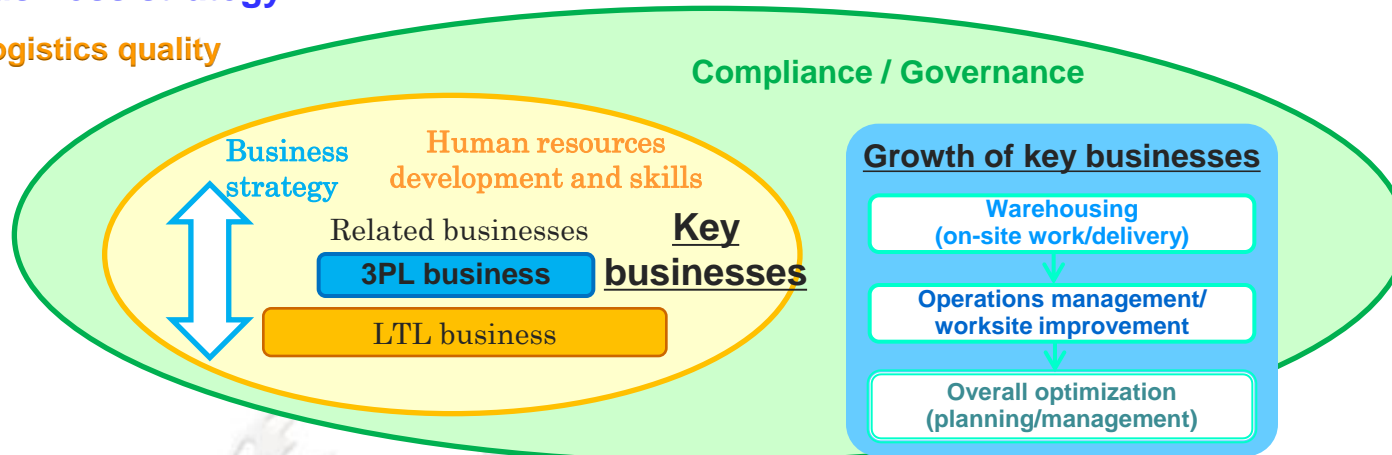 ogistics quality
Compliance / Governance
Business
strategy
Human resources
development and skills
Related businesses
Key
businesses
3PL business
LTL business
Growth of key businesses
Warehousing
(on-site work/delivery)
Operations management/
worksite improvement
Overall optimization
(planning/management)